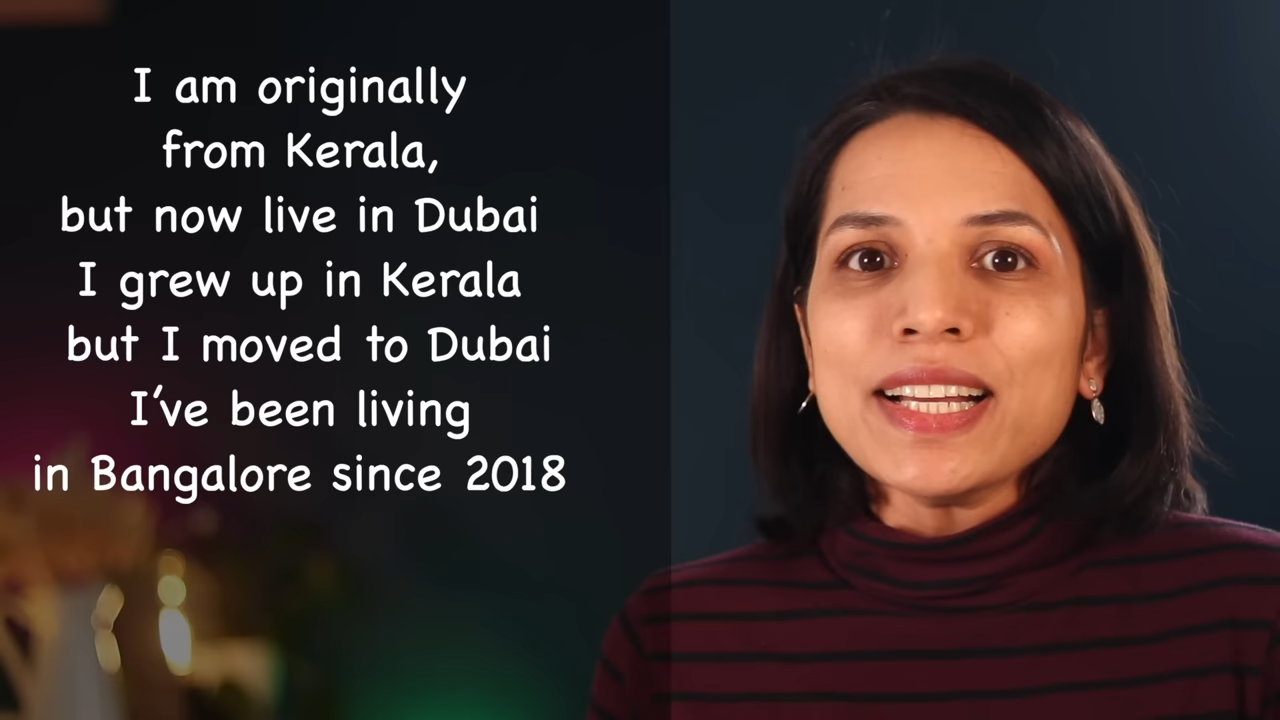 I am originally
from Kerala,
but now live in Dubai
I grew up in Kerala
but I moved to Dubai
I've been living
in Bangalore since 2018